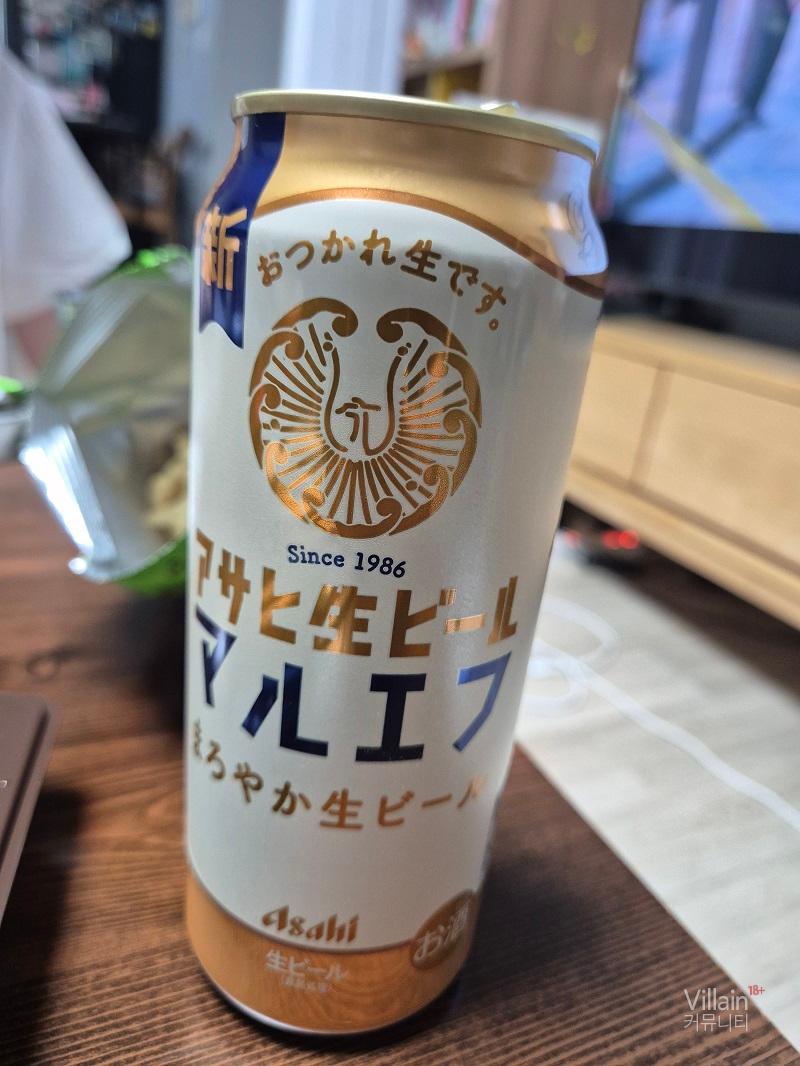 新
おつかれ生です。
Since 1986
アサヒ生ビール
マルエフ
まろやか生ビール
Asahi
お酒
生ビール
Villain 18+
커뮤니티